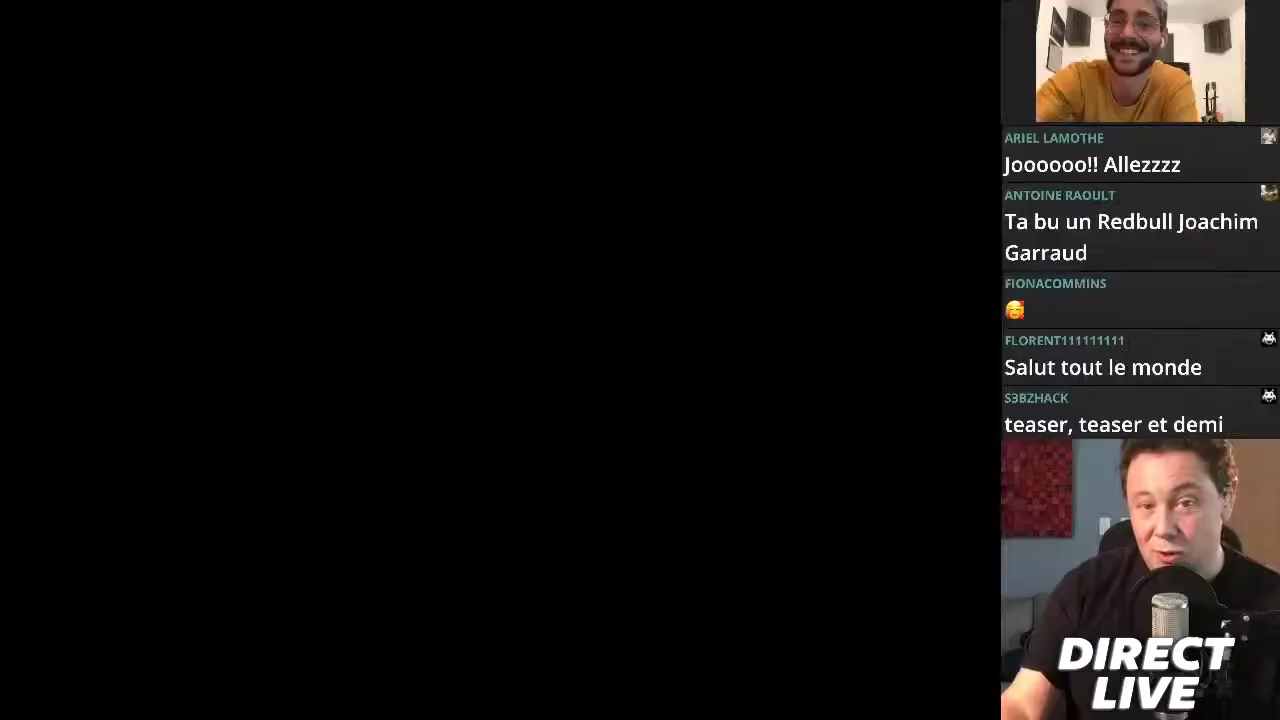 ARIEL LAMOTHE
Joooooo!! Allezzzz
ANTOINE RAOULT
Ta bu un Redbull Joachim
Garraud
FIONACOMMINS
🥰
FLORENT111111111
Salut tout le monde
S3BZHACK
teaser, teaser et demi
DIRECT
LIVE